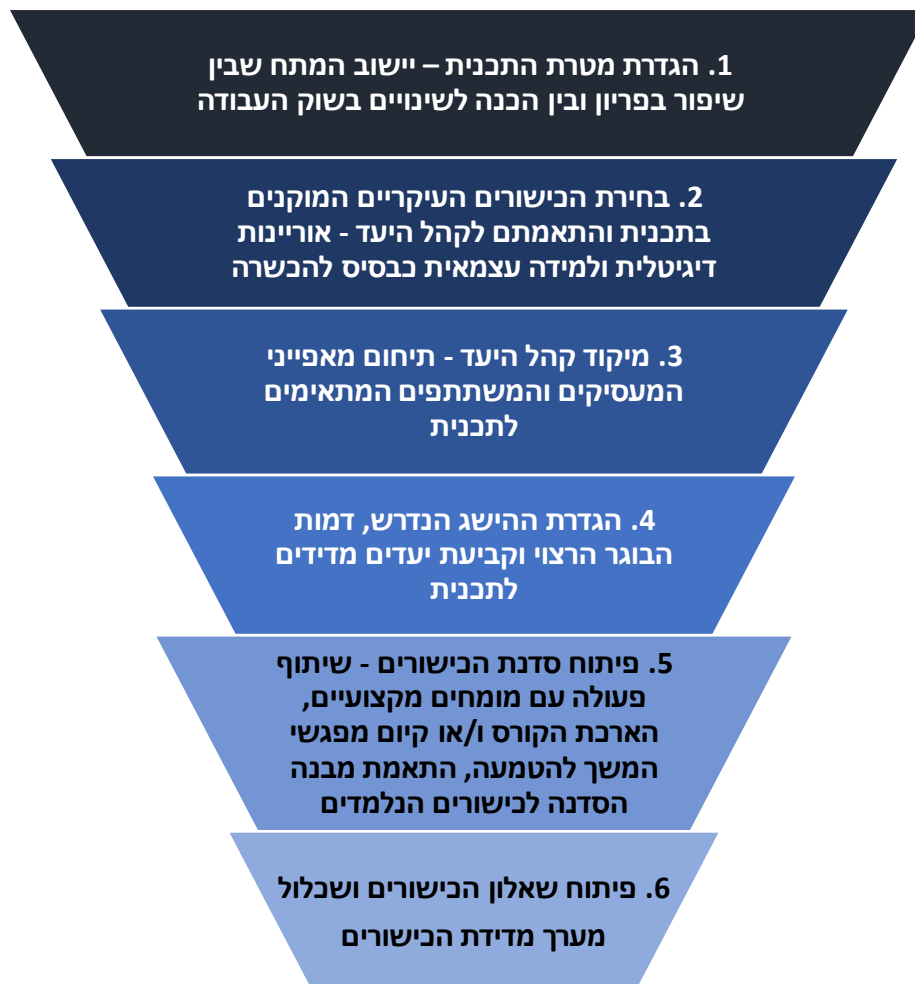 1. הגדרת מטרת התכנית – יישוב המתח שבין
שיפור בפריון ובין הכנה לשינויים בשוק העבודה
2. בחירת הכישורים העיקריים המוקנים
בתכנית והתאמתם לקהל היעד - אוריינות
דיגיטלית ולמידה עצמאית כבסיס להכשרה
3. מיקוד קהל היעד - תיחום מאפייני
המעסיקים והמשתתפים המתאימים
לתכנית
4. הגדרת ההישג הנדרש, דמות
הבוגר הרצוי וקביעת יעדים מדידים
לתכנית
5. פיתוח סדנת הכישורים - שיתוף
פעולה עם מומחים מקצועיים,
הארכת הקורס ו/או קיום מפגשי
המשך להטמעה, התאמת מבנה
הסדנה לכישורים הנלמדים
6. פיתוח שאלון הכישורים ושכלול
מערך מדידת הכישורים